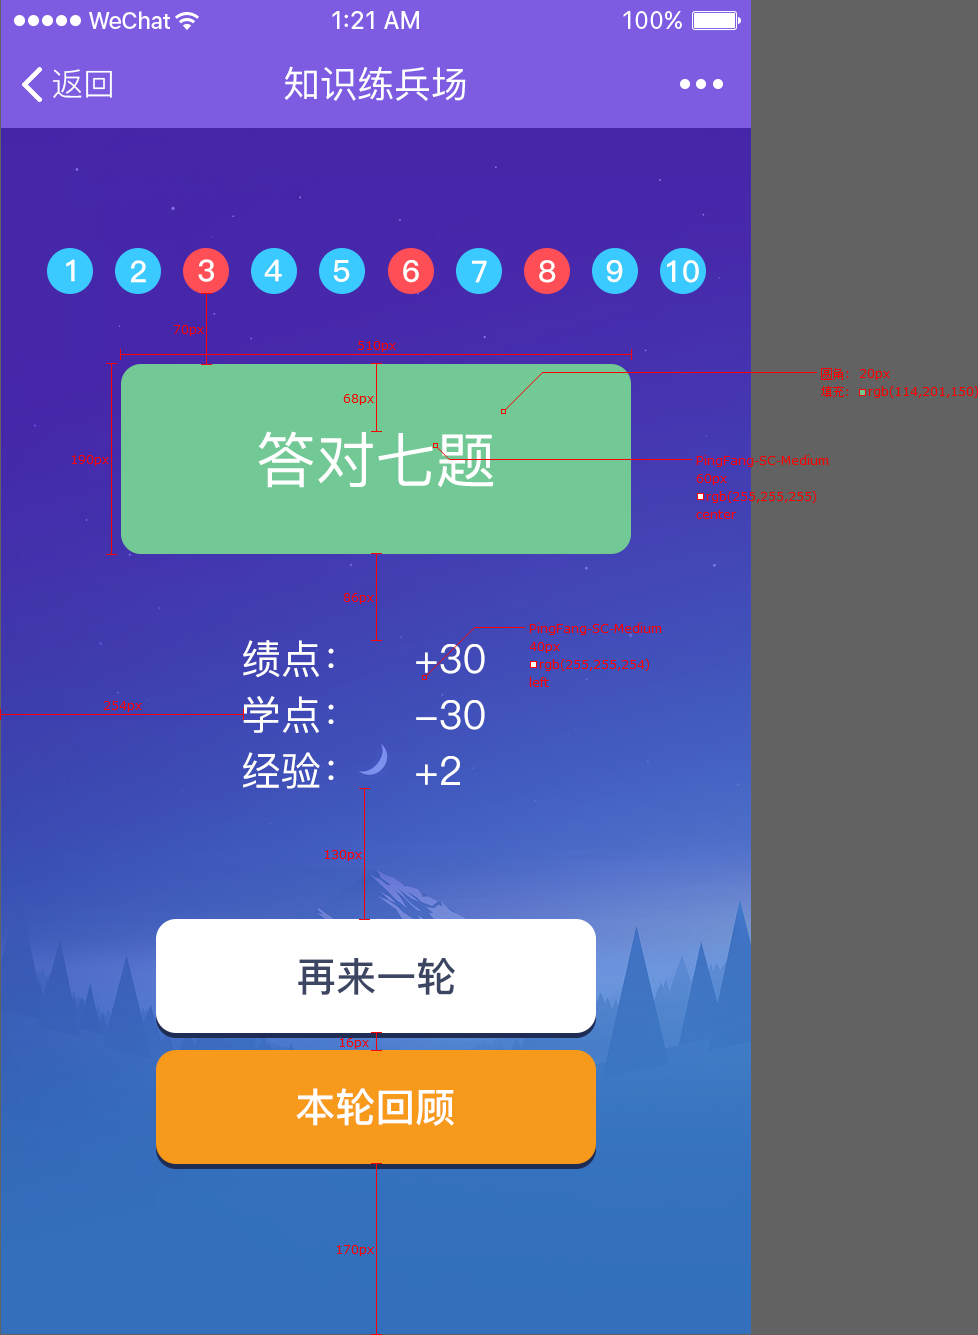 WeChat 1:21 AM 100%
返回 知识练兵场
1 2 3 4 5 6 7 8 9 10
70px
510px
圆角: 20px
填充: rgb(114,201,150)
68px
答对七题
190px
PingFang-SC-Medium
60px
rgb(255,255,255)
center
86px
PingFang-SC-Medium
40px
rgb(255,255,254)
left
绩点: +30
学点: -30
经验: +2
130px
再来一轮
16px
本轮回顾
170px